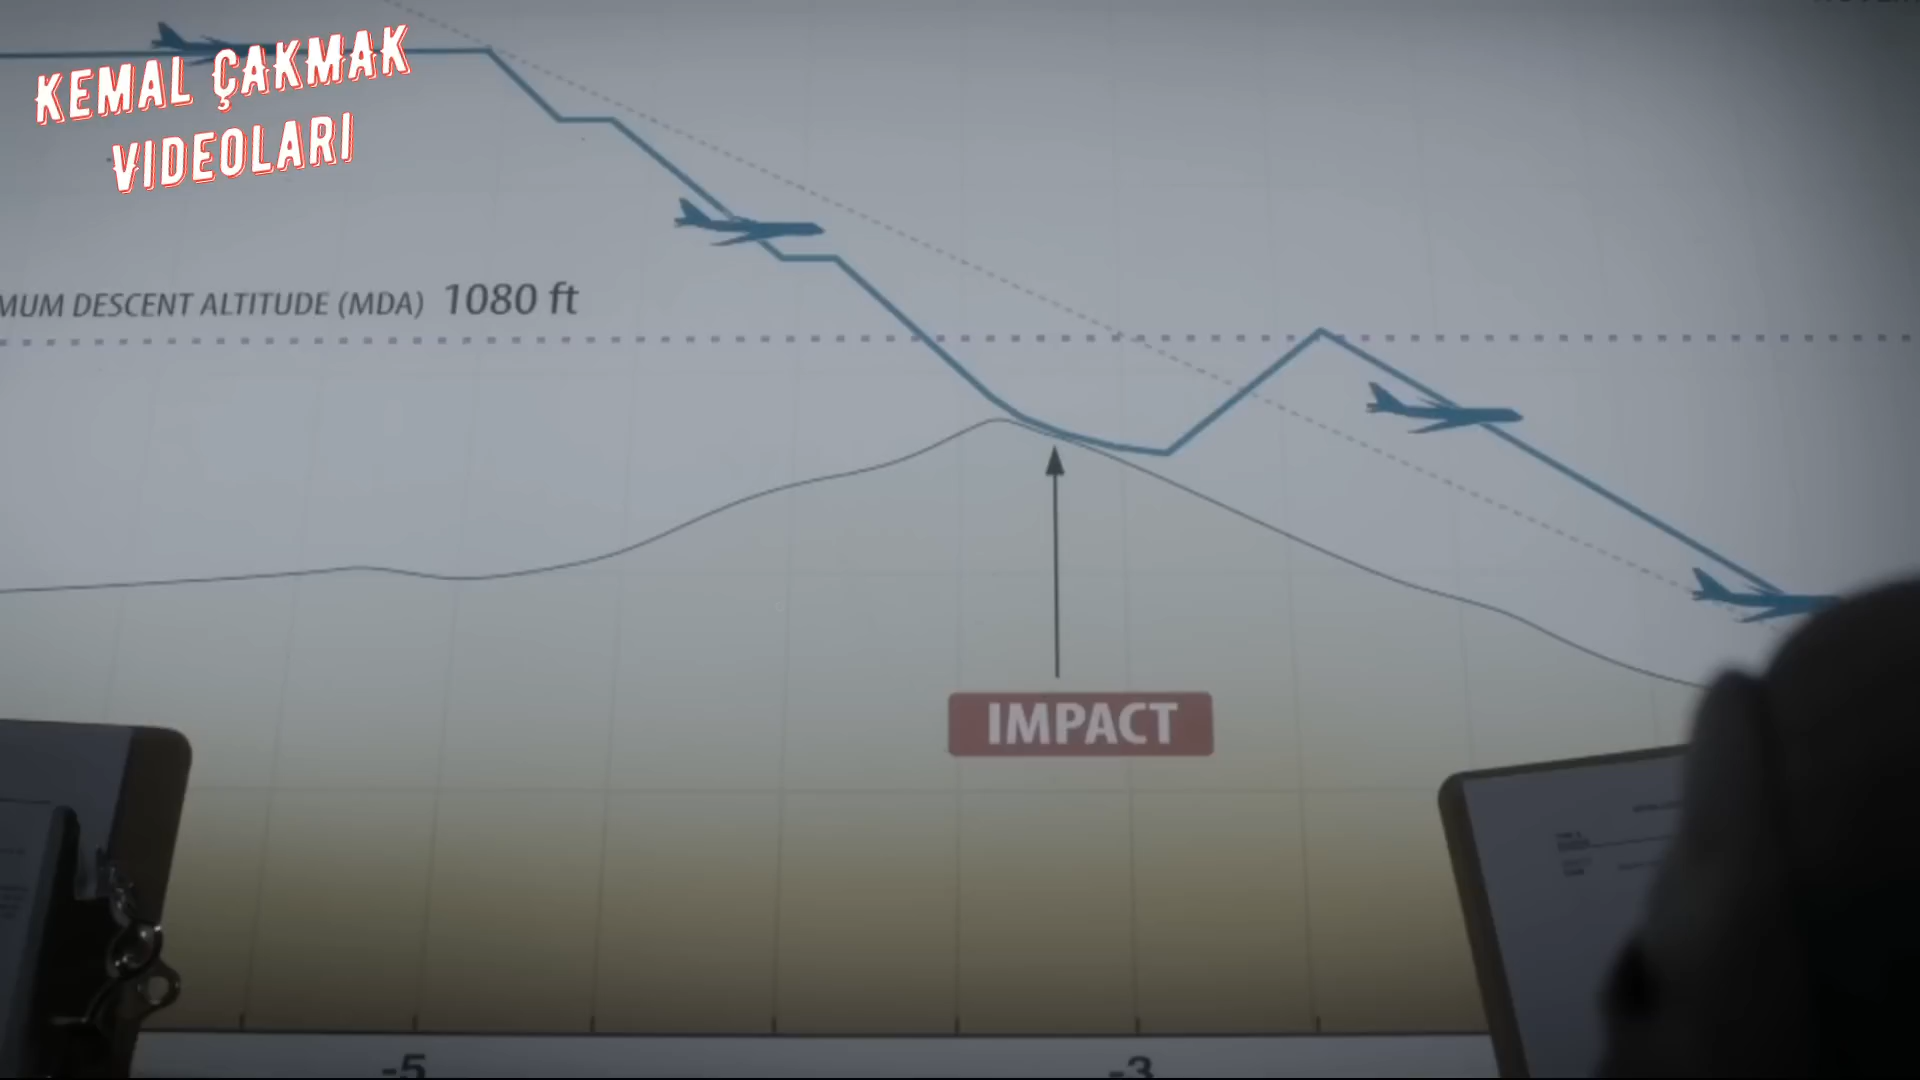 KEMAL ÇAKMAK
VIDEOLARI
MUM DESCENT ALTITUDE (MDA) 1080 ft
IMPACT
-5
-3